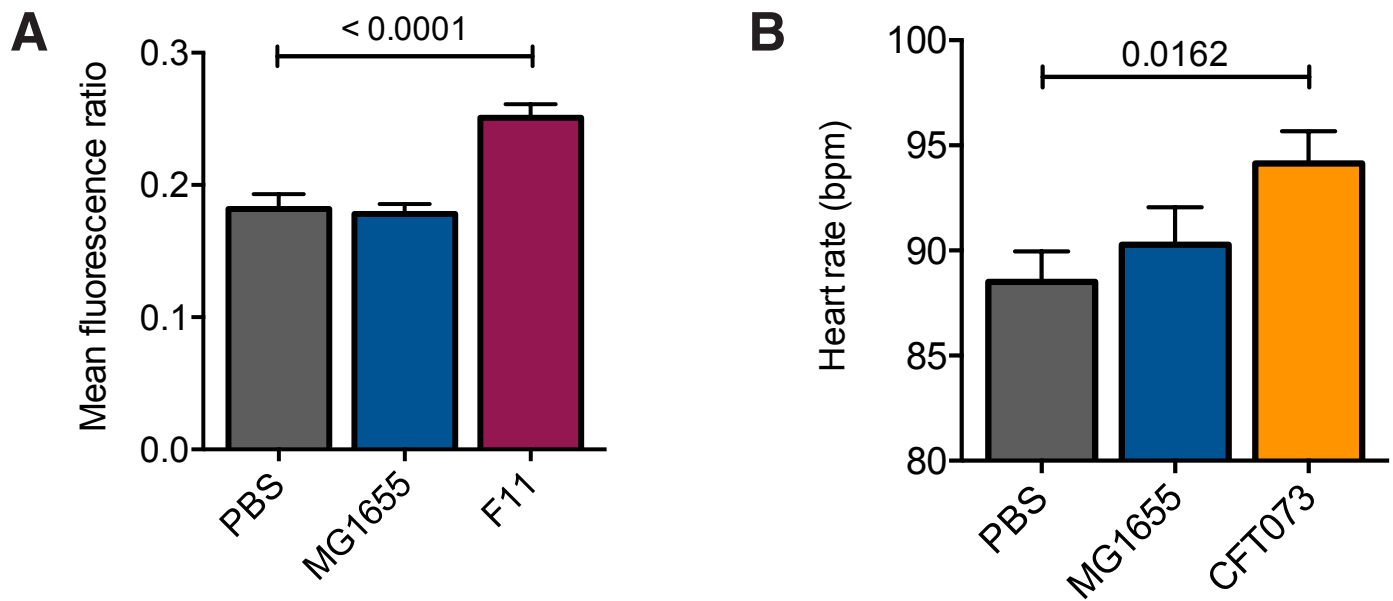 A
< 0.0001
Mean fluorescence ratio
0.3
0.2
0.1
0.0
PBS
MG1655
F11
B
0.0162
Heart rate (bpm)
100
95
90
85
80
PBS
MG1655
CFT073